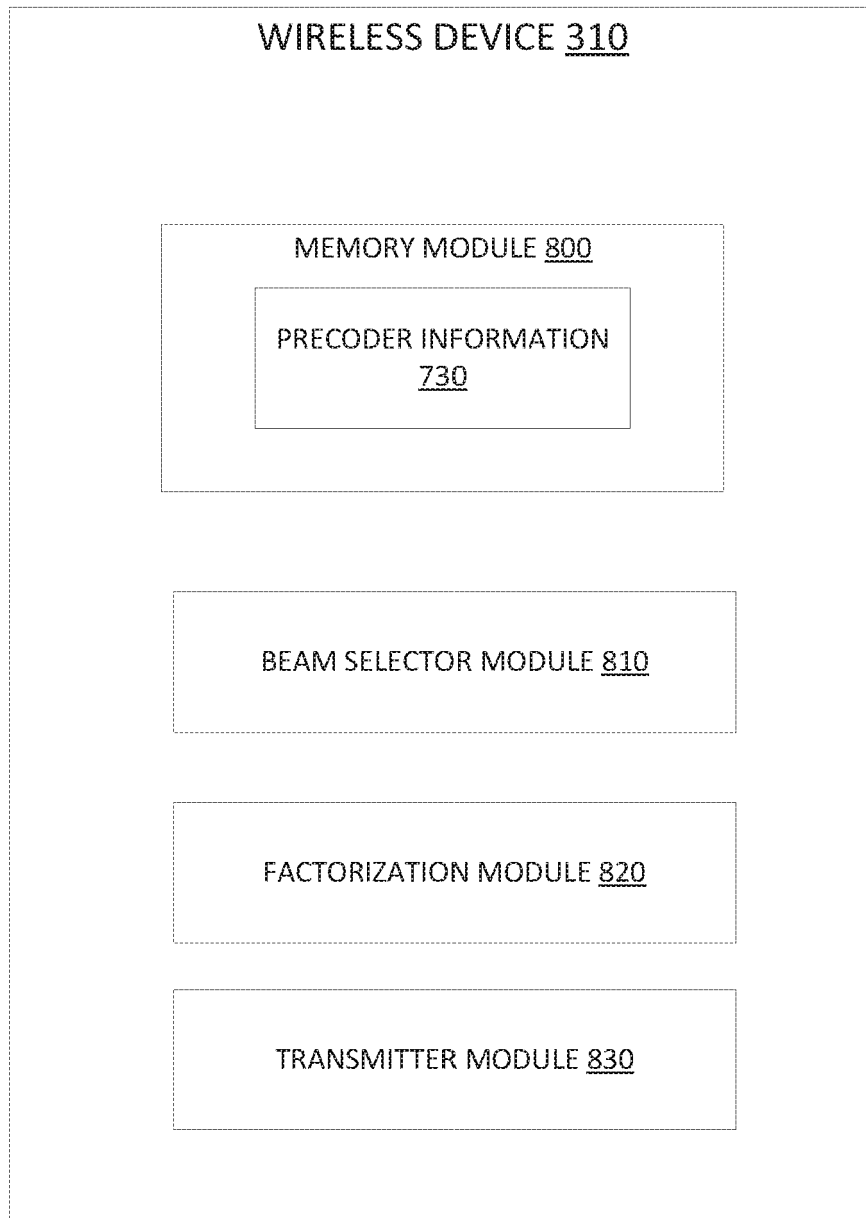 WIRELESS DEVICE 310
MEMORY MODULE 800
PRECODER INFORMATION
730
BEAM SELECTOR MODULE 810
FACTORIZATION MODULE 820
TRANSMITTER MODULE 830